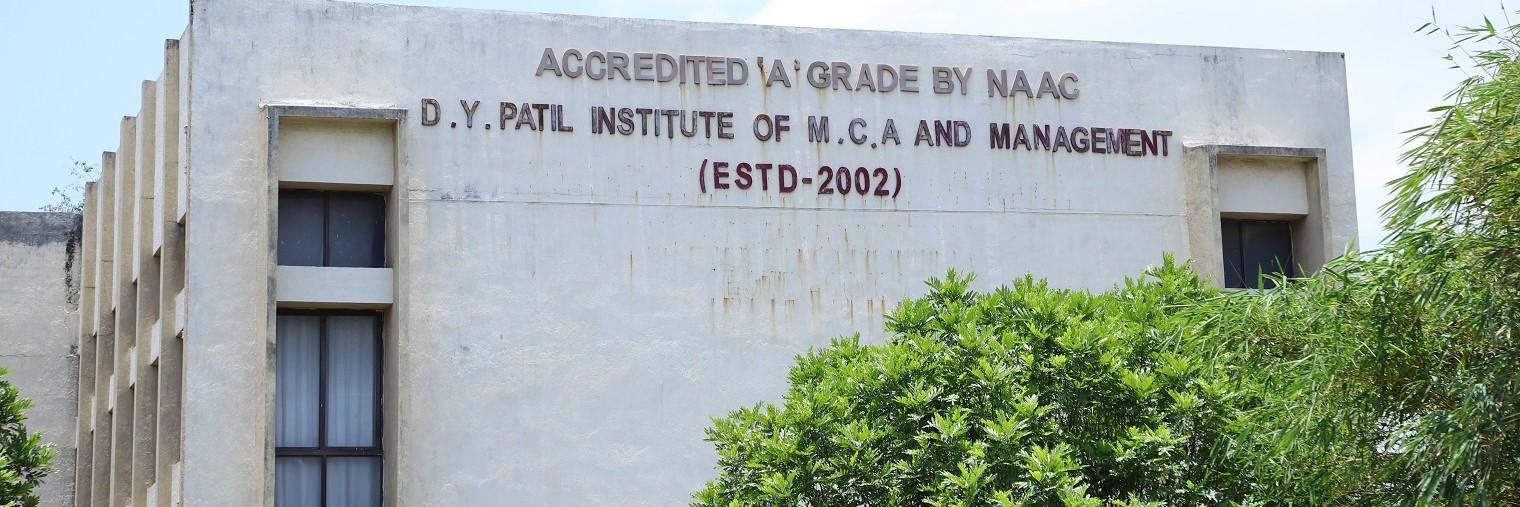 ACCREDITED 'A' GRADE BY NAAC
D.Y.PATIL INSTITUTE OF M.C.A AND MANAGEMENT
(ESTD-2002)